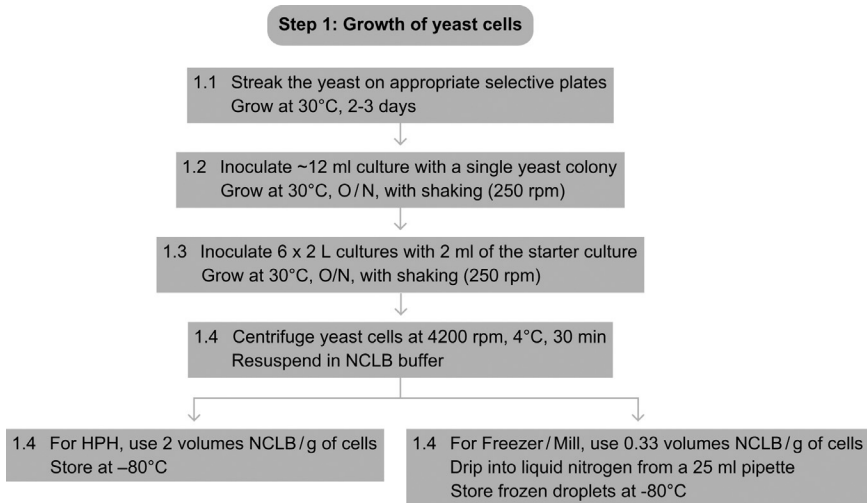 Step 1: Growth of yeast cells
1.1 Streak the yeast on appropriate selective plates
Grow at 30°C, 2-3 days
1.2 Inoculate ~12 ml culture with a single yeast colony
Grow at 30°C, O/N, with shaking (250 rpm)
1.3 Inoculate 6 x 2 L cultures with 2 ml of the starter culture
Grow at 30°C, O/N, with shaking (250 rpm)
1.4 Centrifuge yeast cells at 4200 rpm, 4°C, 30 min
Resuspend in NCLB buffer
1.4 For HPH, use 2 volumes NCLB/g of cells
Store at –80°C
1.4 For Freezer/Mill, use 0.33 volumes NCLB/g of cells
Drip into liquid nitrogen from a 25 ml pipette
Store frozen droplets at -80°C